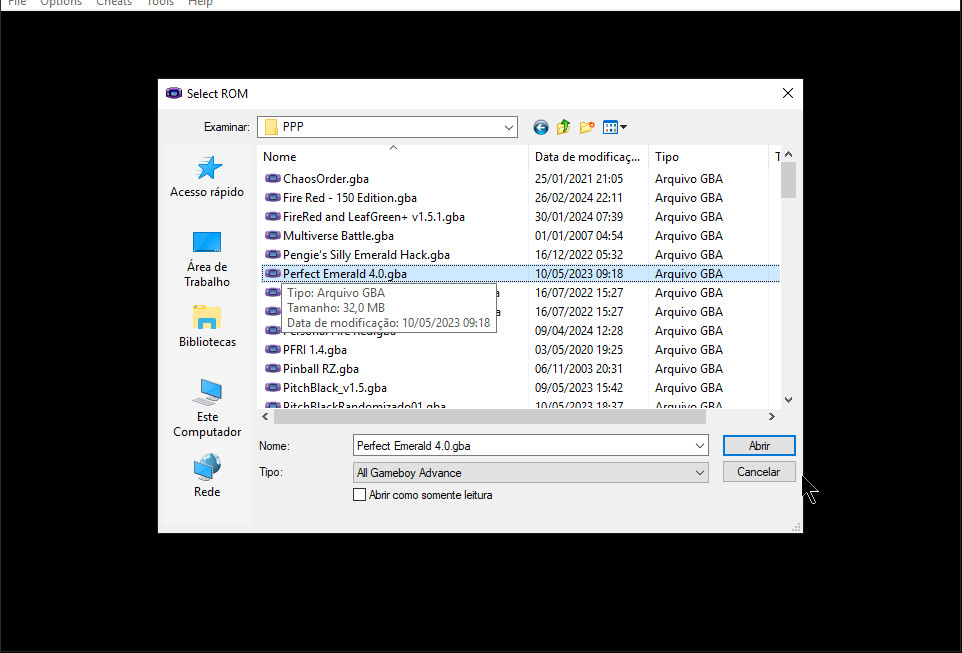 File Options Cheats Tools Help
Select ROM
Examinar: PPP
Acesso rápido
Área de
Trabalho
Bibliotecas
Este
Computador
Rede
Nome Data de modificaç... Tipo T
ChaosOrder.gba 25/01/2021 21:05 Arquivo GBA
Fire Red - 150 Edition.gba 26/02/2024 22:11 Arquivo GBA
FireRed and LeafGreen+ v1.5.1.gba 30/01/2024 07:39 Arquivo GBA
Multiverse Battle.gba 01/01/2007 04:54 Arquivo GBA
Pengie's Silly Emerald Hack.gba 16/12/2022 05:32 Arquivo GBA
Perfect Emerald 4.0.gba 10/05/2023 09:18 Arquivo GBA
a 16/07/2022 15:27 Arquivo GBA
a 16/07/2022 15:27 Arquivo GBA
Personal Fire Red.gba 09/04/2024 12:28 Arquivo GBA
Tipo: Arquivo GBA
Tamanho: 32,0 MB
Data de modificação: 10/05/2023 09:18
PFRI 1.4.gba 03/05/2020 19:25 Arquivo GBA
Pinball RZ.gba 06/11/2003 20:31 Arquivo GBA
PitchBlack_v1.5.gba 09/05/2023 15:42 Arquivo GBA
PitchBlackRandomizado01.gba 10/05/2023 18:37 Arquivo GBA
Nome: Perfect Emerald 4.0.gba Abrir
Tipo: All Gameboy Advance Cancelar
Abrir como somente leitura